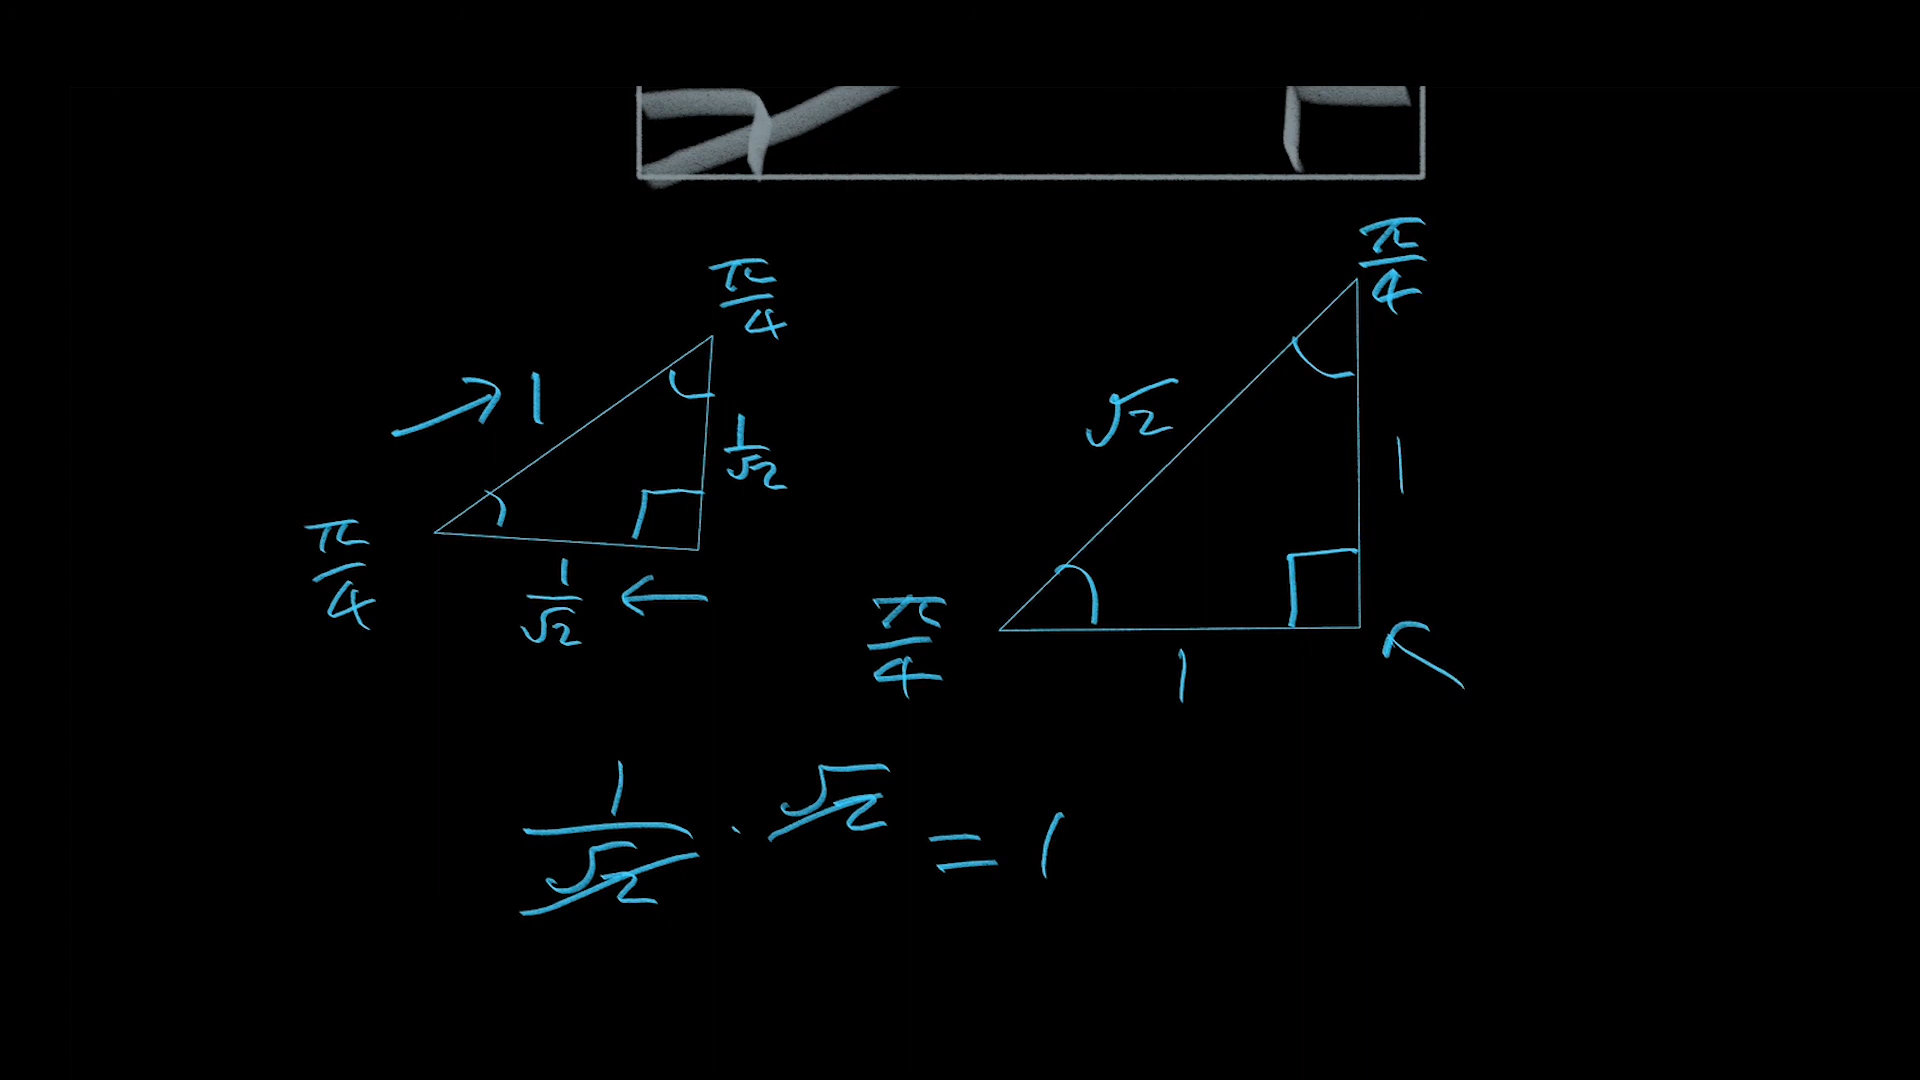 π/4
π/4
→ 1
√2
1/√2
1
π/4
1/√2 ←
π/4
1
1/√2 · √2 = 1